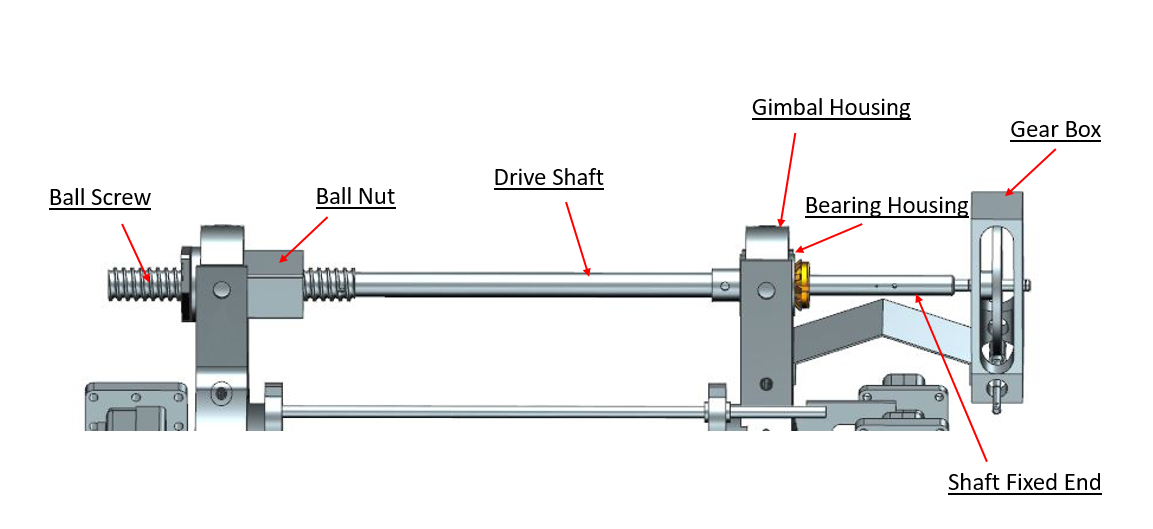 Gimbal Housing
Gear Box
Drive Shaft
Ball Screw
Ball Nut
Bearing Housing
Shaft Fixed End